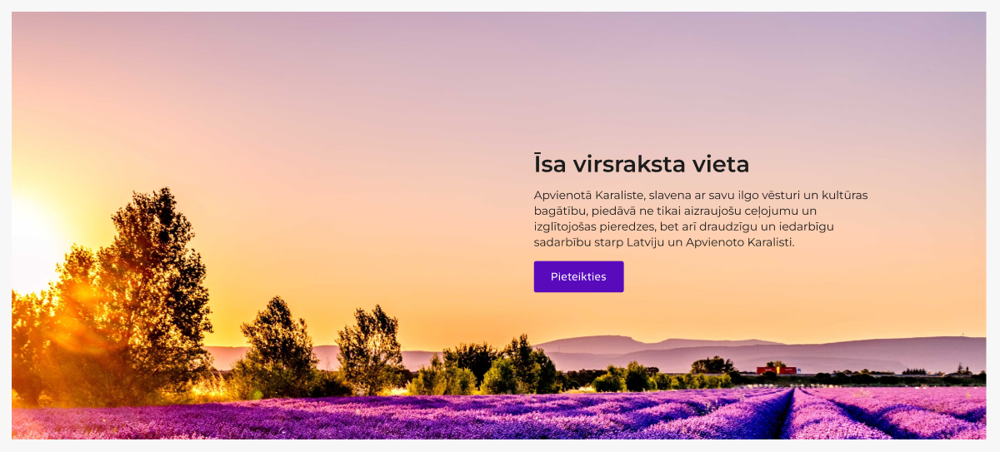 Īsa virsraksta vieta
Apvienotā Karaliste, slavena ar savu ilgo vēsturi un kultūras
bagātību, piedāvā ne tikai aizraujošu ceļojumu un
izglītojošas pieredzes, bet arī draudzīgu un iedarbīgu
sadarbību starp Latviju un Apvienoto Karalisti.
Pieteikties